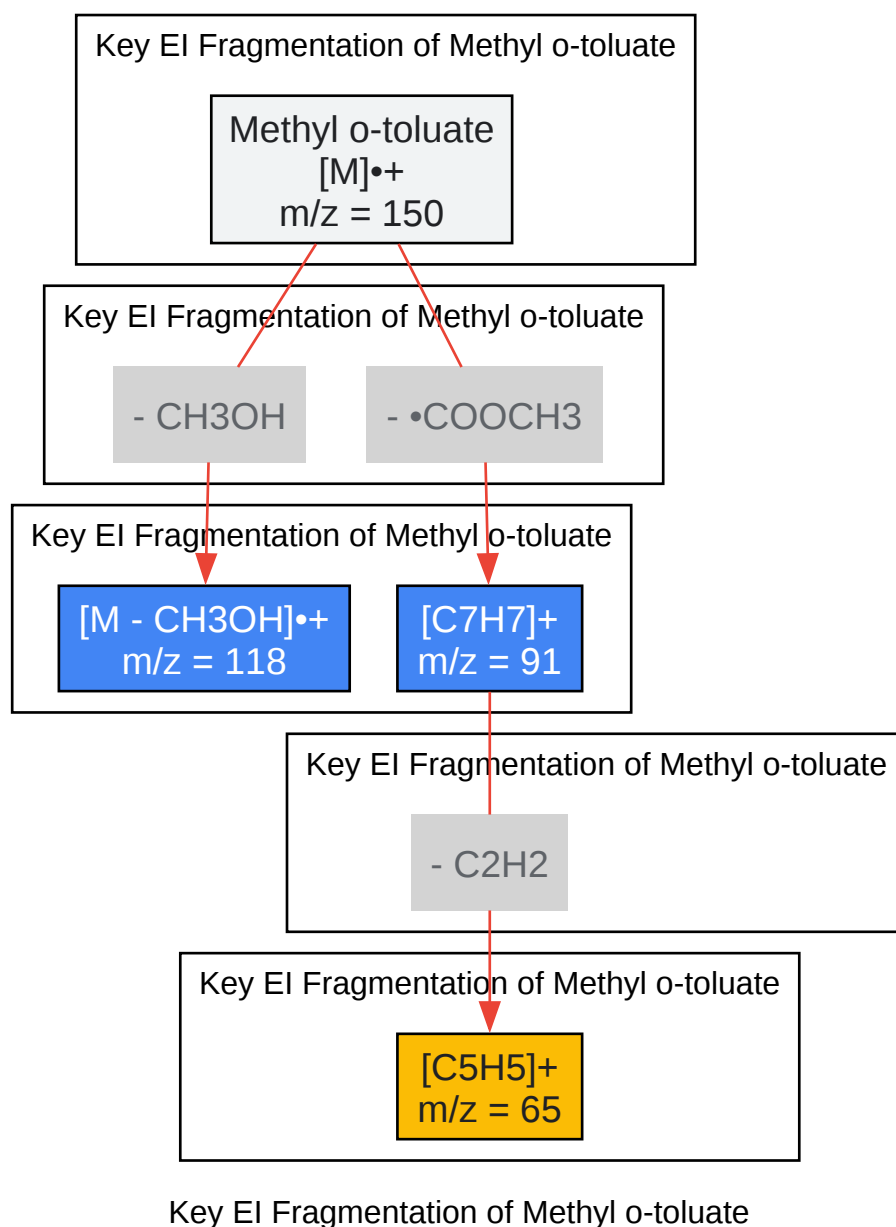 Key EI Fragmentation of Methyl o-toluate
Methyl o-toluate
[M]•+
m/z = 150
Key EI Fragmentation of Methyl o-toluate
- CH3OH
- •COOCH3
Key EI Fragmentation of Methyl o-toluate
[M - CH3OH]•+
m/z = 118
[C7H7]+
m/z = 91
Key EI Fragmentation of Methyl o-toluate
- C2H2
Key EI Fragmentation of Methyl o-toluate
[C5H5]+
m/z = 65
Key EI Fragmentation of Methyl o-toluate